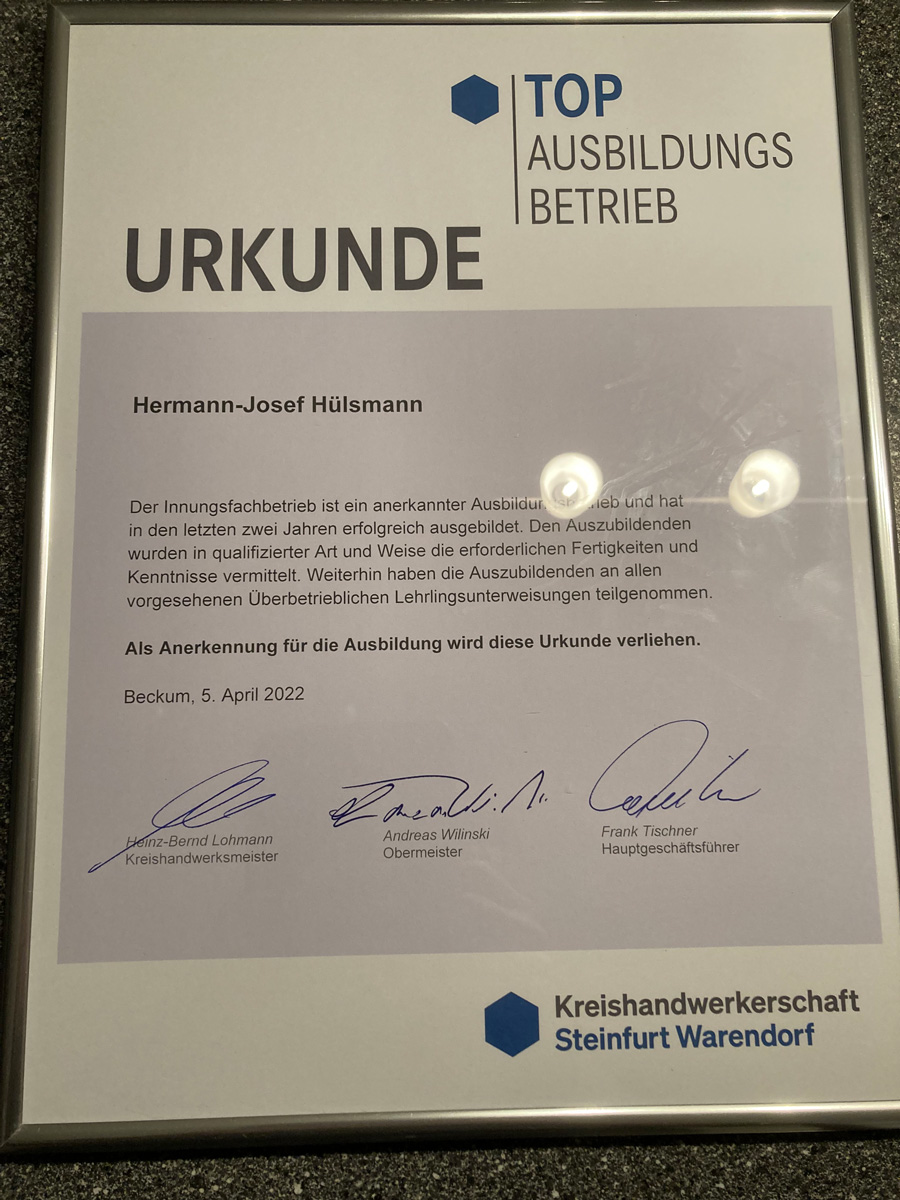 TOP
AUSBILDUNGS
BETRIEB
URKUNDE
Hermann-Josef Hülsmann
Der Innungsfachbetrieb ist ein anerkannter Ausbildungsbetrieb und hat
in den letzten zwei Jahren erfolgreich ausgebildet. Den Auszubildenden
wurden in qualifizierter Art und Weise die erforderlichen Fertigkeiten und
Kenntnisse vermittelt. Weiterhin haben die Auszubildenden an allen
vorgesehenen Überbetrieblichen Lehrlingsunterweisungen teilgenommen.
Als Anerkennung für die Ausbildung wird diese Urkunde verliehen.
Beckum, 5. April 2022
Heinz-Bernd Lohmann
Kreishandwerksmeister
Andreas Wilinski
Obermeister
Frank Tischner
Hauptgeschäftsführer
Kreishandwerkerschaft
Steinfurt Warendorf